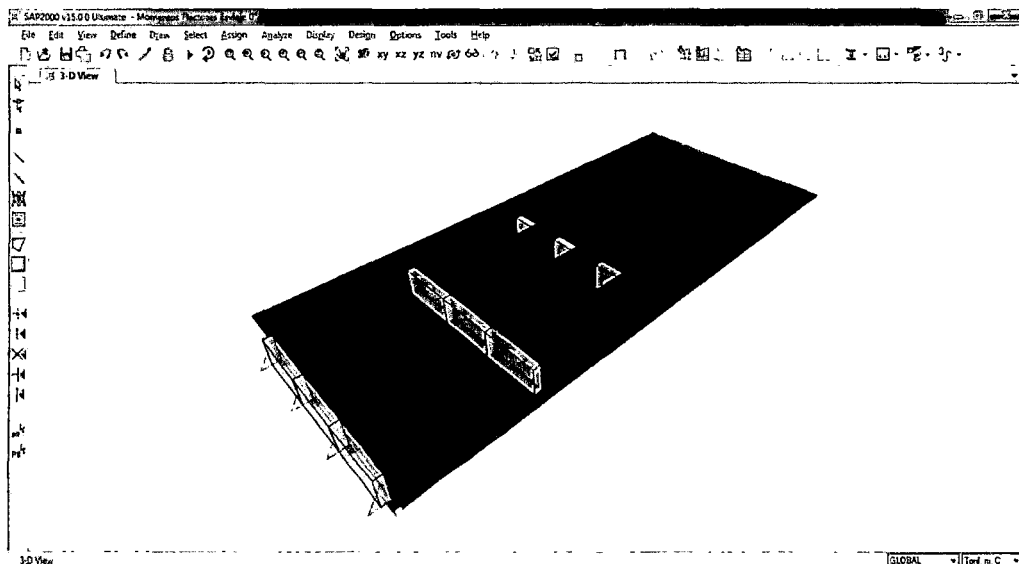 SAP2000 v15.0.0 Ultimate -
File Edit View Define Draw Select Assign Analyze Display Design Options Tools Help
xy xz yz nv
3-D View
3-D View
GLOBAL
Tonf, m, C